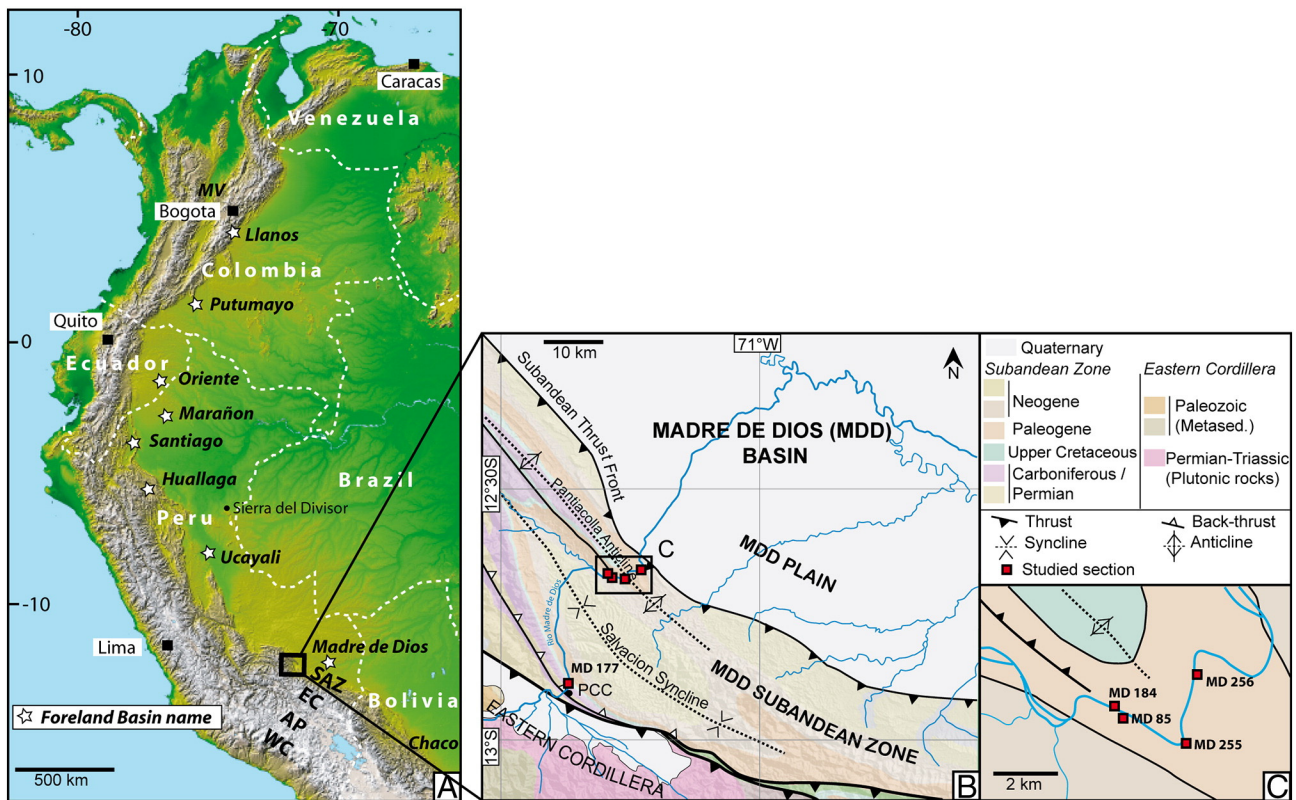 -80
-70
10
Caracas
Venezuela
MV
Bogota
Llanos
Colombia
Putumayo
Quito
0
Ecuador
Oriente
Marañon
Santiago
Huallaga
Brazil
Sierra del Divisor
Peru
Ucayali
-10
Lima
Madre de Dios
SAZ
EC
Bolivia
AP
WC
Foreland Basin name
Chaco
500 km
A
10 km
71°W
N
Subandean Thrust Front
MADRE DE DIOS (MDD)
BASIN
12°30S
Pantiacolla Anticline
C
MDD PLAIN
Rio Madre de Dios
Salvacion Syncline
MD 177
PCC
MDD SUBANDEAN ZONE
13°S
EASTERN CORDILLERA
B
Quaternary
Subandean Zone
Neogene
Paleogene
Upper Cretaceous
Carboniferous /
Permian
Eastern Cordillera
Paleozoic
(Metased.)
Permian-Triassic
(Plutonic rocks)
Thrust
Back-thrust
Syncline
Anticline
Studied section
MD 256
MD 184
MD 85
MD 255
2 km
C